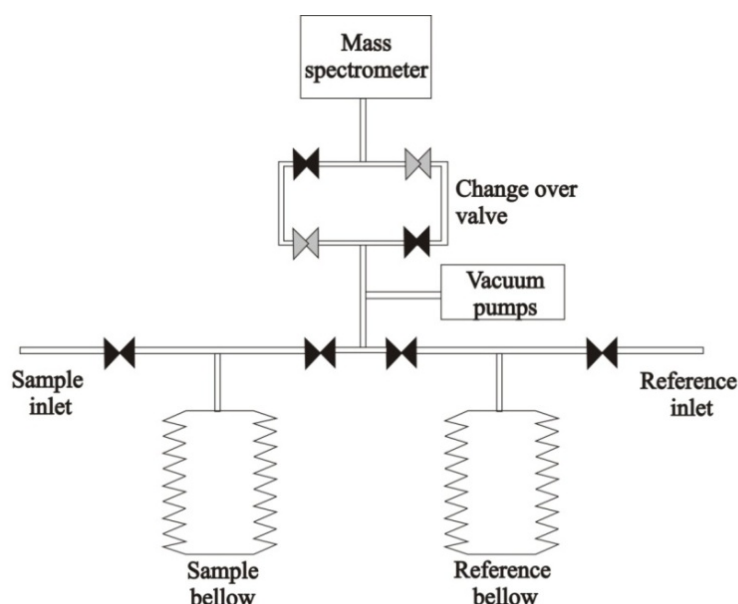 Mass
spectrometer
Change over
valve
Vacuum
pumps
Sample
inlet
Reference
inlet
Sample
bellow
Reference
bellow